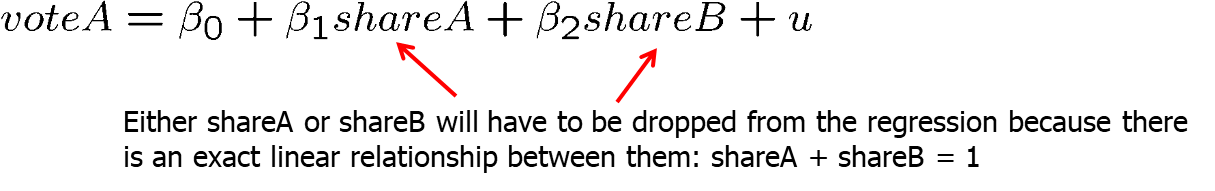 voteA = β₀ + β₁shareA + β₂shareB + u
Either shareA or shareB will have to be dropped from the regression because there
is an exact linear relationship between them: shareA + shareB = 1